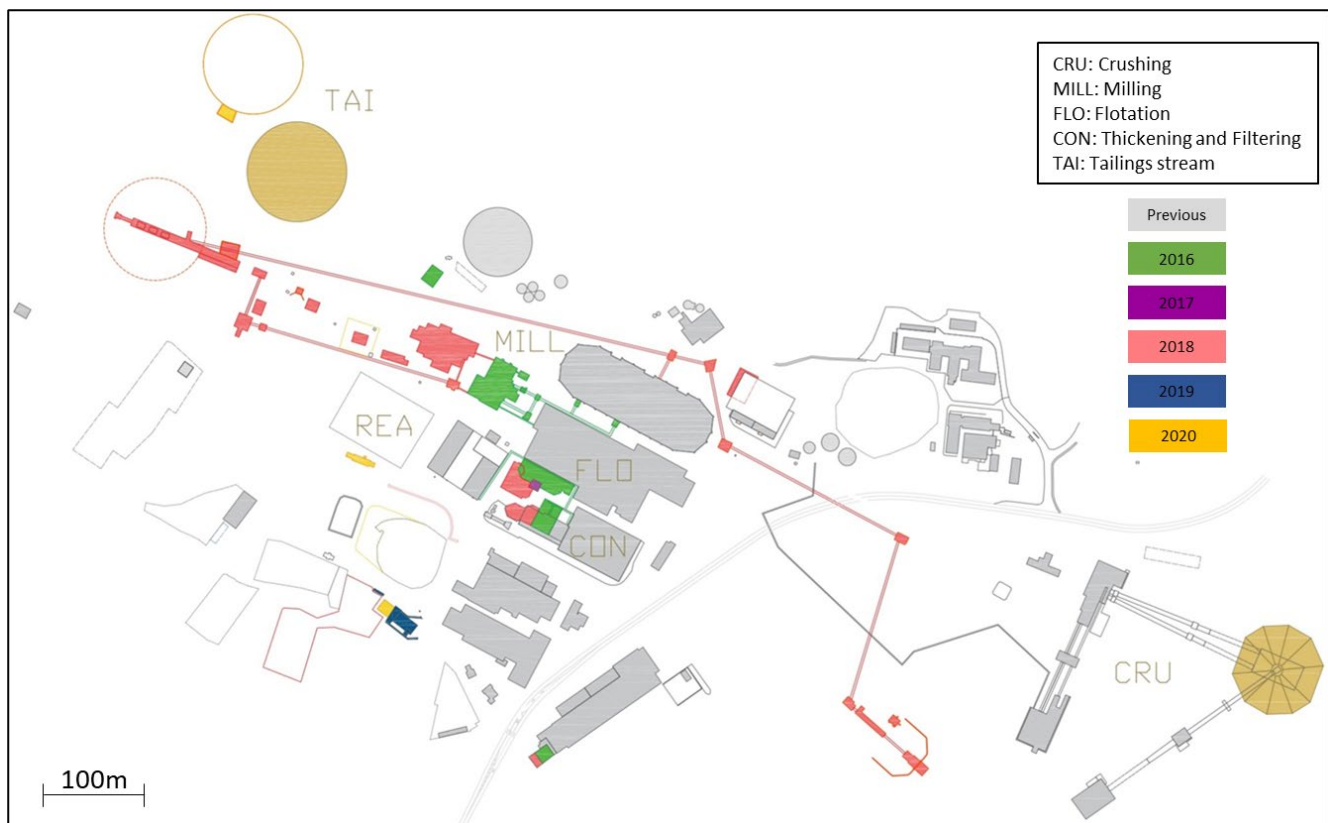 TAI
CRU: Crushing
MILL: Milling
FLO: Flotation
CON: Thickening and Filtering
TAI: Tailings stream
Previous
2016
2017
2018
2019
2020
MILL
REA
FLO
CON
CRU
100m